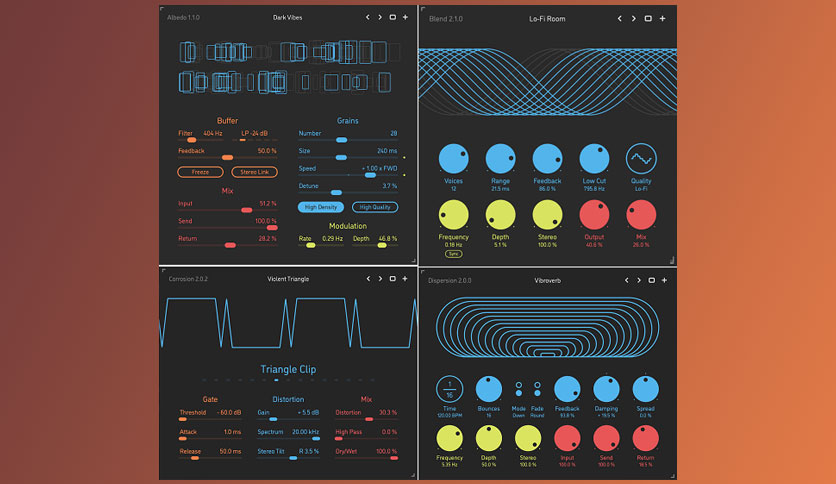 Albedo 1.1.0 Dark Vibes
Buffer Grains
Filter 404 Hz LP -24 dB Number 28
Feedback 50.0 % Size 240 ms
Freeze Stereo Link Speed + 1.00 x FWD
Mix Detune 3.7 %
Input 51.2 % High Density High Quality
Send 100.0 % Modulation
Return 28.2 % Rate 0.29 Hz Depth 46.8 %
Blend 2.1.0 Lo-Fi Room
Voices Range Feedback Low Cut Quality
12 21.5 ms 86.0 % 795.8 Hz Lo-Fi
Frequency Depth Stereo Output Mix
0.18 Hz 5.1 % 100.0 % 40.6 % 26.0 %
Sync
Corrosion 2.0.2 Violent Triangle
Triangle Clip
Gate Distortion Mix
Threshold - 60.0 dB Gain + 5.5 dB Distortion 30.3 %
Attack 1.0 ms Spectrum 20.00 kHz High Pass 0.0 %
Release 50.0 ms Stereo Tilt R 3.5 % Dry/Wet 100.0 %
Dispersion 2.0.0 Vibroverb
1
16
Time Bounces Mode Fade Feedback Damping Spread
120.00 BPM 16 Down Round 93.8 % + 19.5 % 0.0 %
Frequency Depth Stereo Input Send Return
5.35 Hz 50.0 % 100.0 % 100.0 % 100.0 % 18.5 %